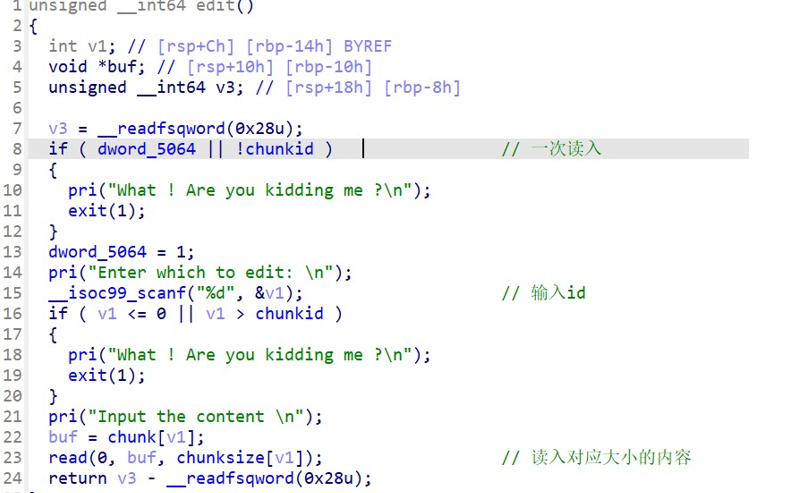 1 unsigned __int64 edit()
2 {
3 int v1; // [rsp+Ch] [rbp-14h] BYREF
4 void *buf; // [rsp+10h] [rbp-10h]
5 unsigned __int64 v3; // [rsp+18h] [rbp-8h]
6
7 v3 = __readfsqword(0x28u);
8 if ( dword_5064 || !chunkid ) // 一次读入
9 {
10 pri("What ! Are you kidding me ?\n");
11 exit(1);
12 }
13 dword_5064 = 1;
14 pri("Enter which to edit: \n");
15 __isoc99_scanf("%d", &v1); // 输入id
16 if ( v1 <= 0 || v1 > chunkid )
17 {
18 pri("What ! Are you kidding me ?\n");
19 exit(1);
20 }
21 pri("Input the content \n");
22 buf = chunk[v1];
23 read(0, buf, chunksize[v1]); // 读入对应大小的内容
24 return v3 - __readfsqword(0x28u);